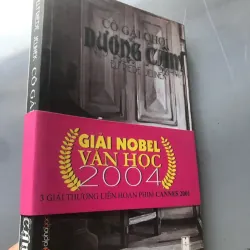 CÔ GÁI CHƠI
DƯƠNG CẦM
GIẢI NOBEL
VĂN HỌC
2004
3 GIẢI THƯỞNG LIÊN HOAN PHIM CANNES 2001